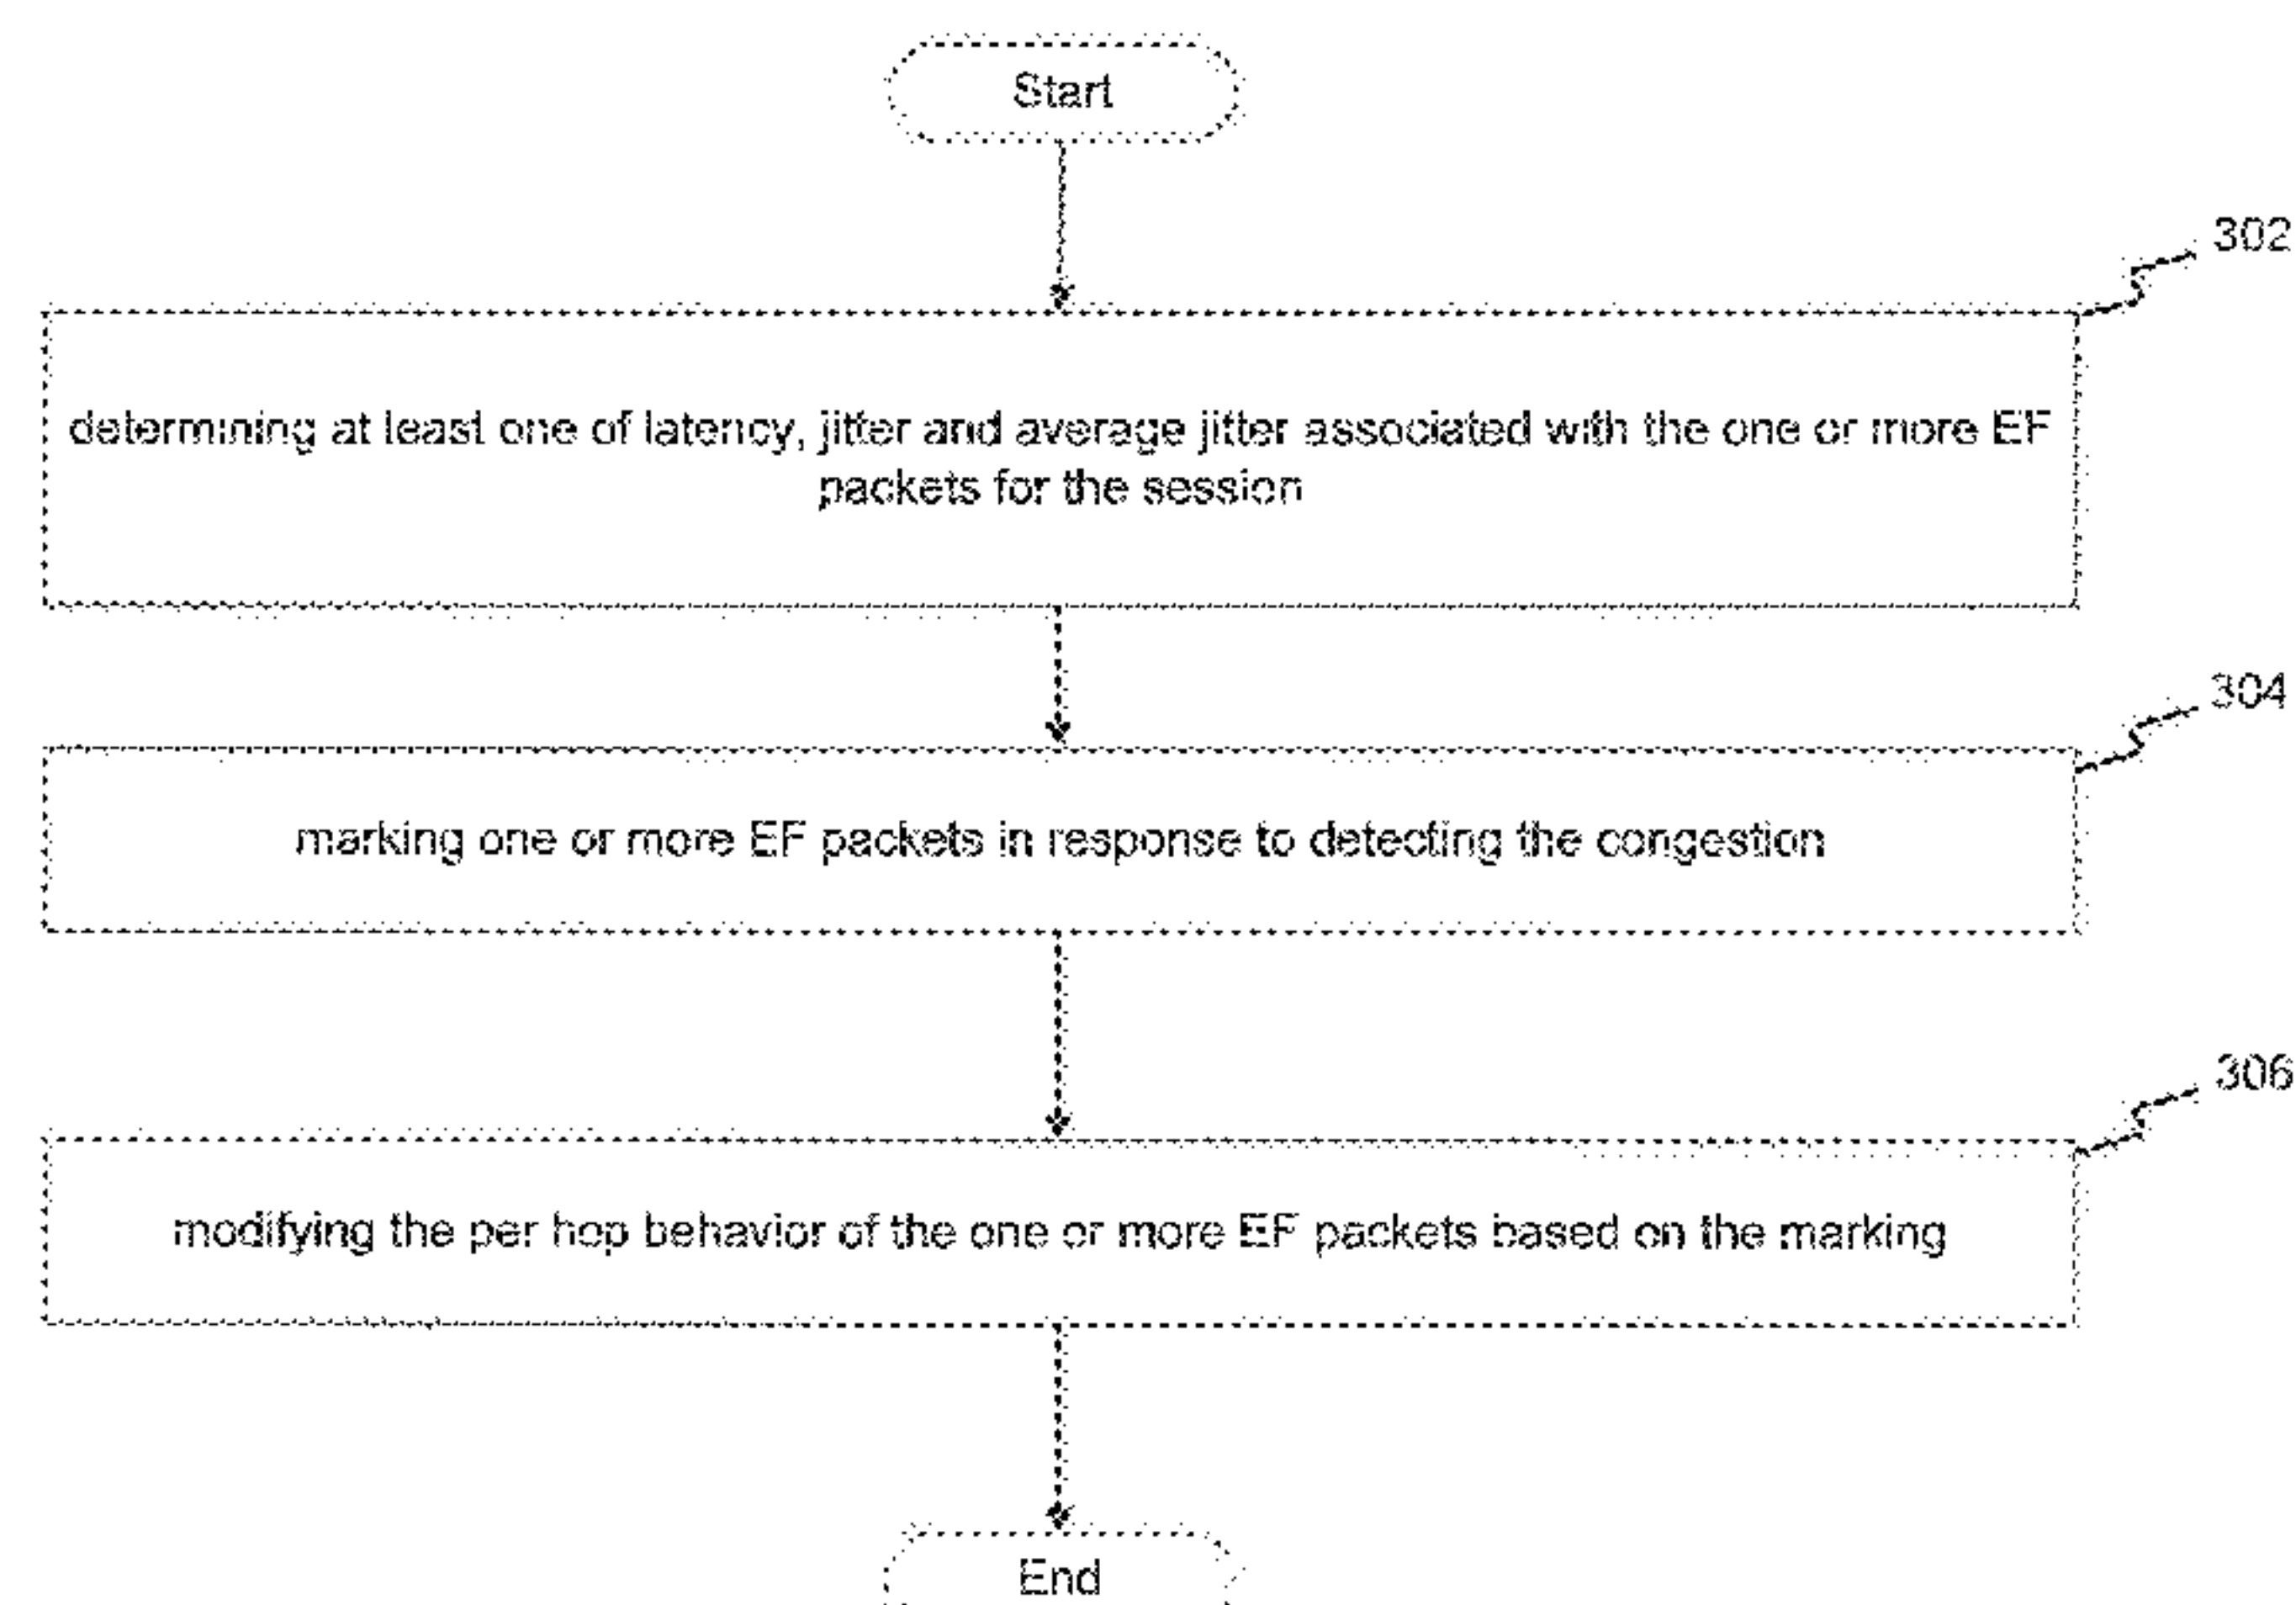 Start
302
determining at least one of latency, jitter and average jitter associated with the one or more EF
packets for the session
304
marking one or more EF packets in response to detecting the congestion
306
modifying the per hop behavior of the one or more EF packets based on the marking
End